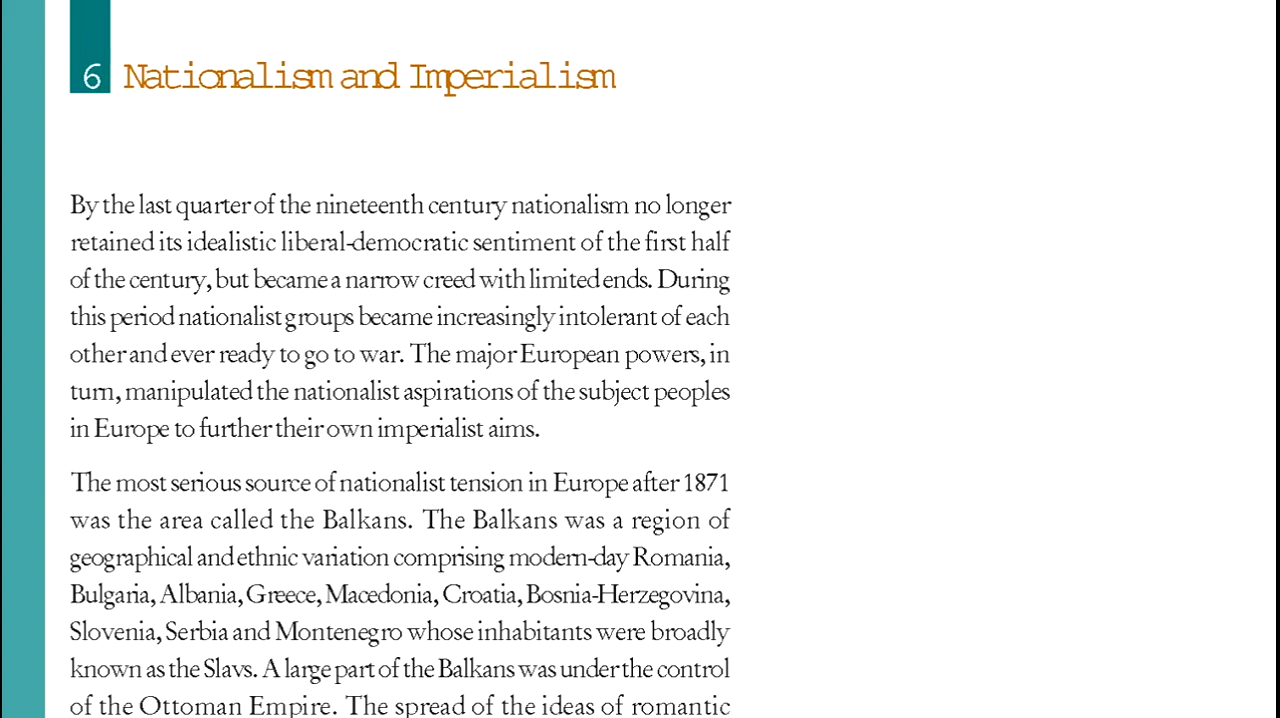 6 Nationalism and Imperialism
By the last quarter of the nineteenth century nationalism no longer
retained its idealistic liberal-democratic sentiment of the first half
of the century, but became a narrow creed with limited ends. During
this period nationalist groups became increasingly intolerant of each
other and ever ready to go to war. The major European powers, in
turn, manipulated the nationalist aspirations of the subject peoples
in Europe to further their own imperialist aims.
The most serious source of nationalist tension in Europe after 1871
was the area called the Balkans. The Balkans was a region of
geographical and ethnic variation comprising modern-day Romania,
Bulgaria, Albania, Greece, Macedonia, Croatia, Bosnia-Herzegovina,
Slovenia, Serbia and Montenegro whose inhabitants were broadly
known as the Slavs. A large part of the Balkans was under the control
of the Ottoman Empire. The spread of the ideas of romantic